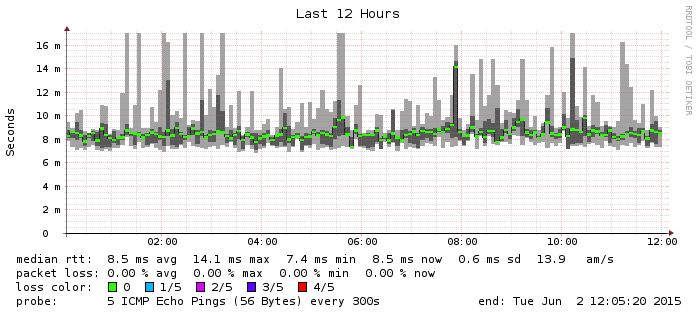 Last 12 Hours
RRDTOOL / TOBI OETIKER
Seconds
16 m
14 m
12 m
10 m
8 m
6 m
4 m
2 m
0
02:00 04:00 06:00 08:00 10:00 12:00
median rtt: 8.5 ms avg 14.1 ms max 7.4 ms min 8.5 ms now 0.6 ms sd 13.9 am/s
packet loss: 0.00 % avg 0.00 % max 0.00 % min 0.00 % now
loss color: 0 1/5 2/5 3/5 4/5
probe: 5 ICMP Echo Pings (56 Bytes) every 300s end: Tue Jun 2 12:05:20 2015